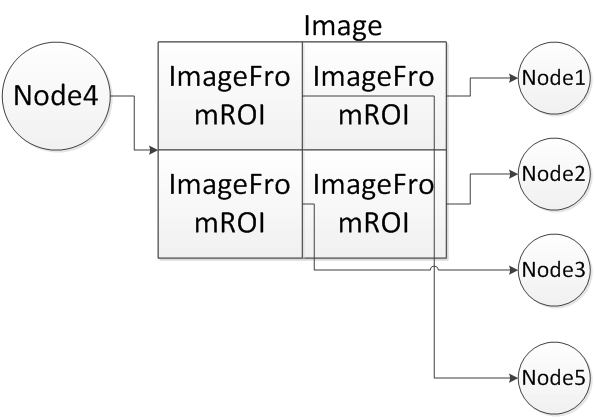 Image
Node4
ImageFro
mROI
ImageFro
mROI
Node1
ImageFro
mROI
ImageFro
mROI
Node2
Node3
Node5